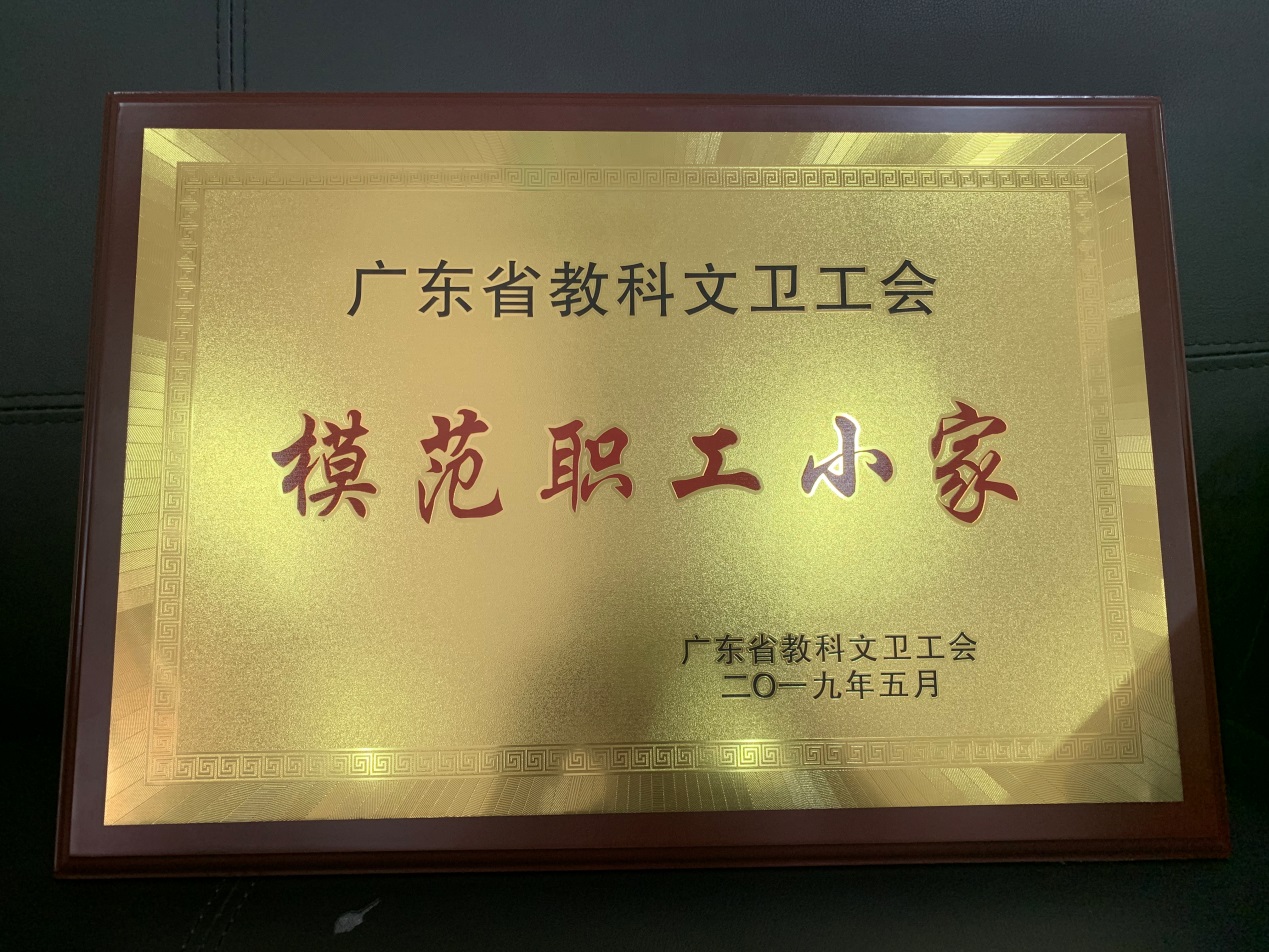 广东省教科文卫工会
模范职工小家
广东省教科文卫工会
二〇一九年五月